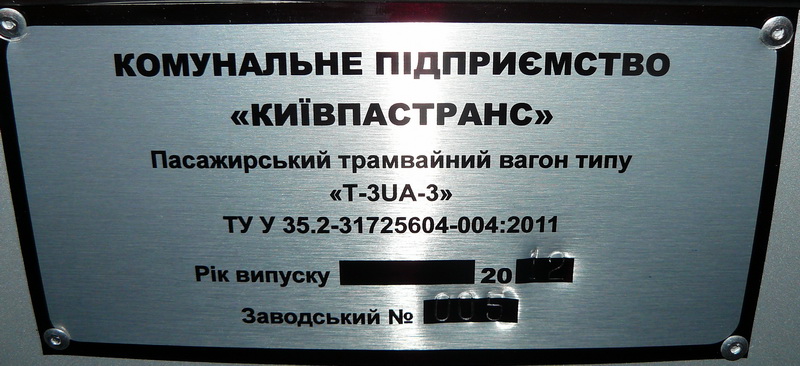 КОМУНАЛЬНЕ ПІДПРИЄМСТВО
«КИЇВПАСТРАНС»
Пасажирський трамвайний вагон типу
«Т-3UA-3»
ТУ У 35.2-31725604-004:2011
Рік випуску 2012
Заводський № 005